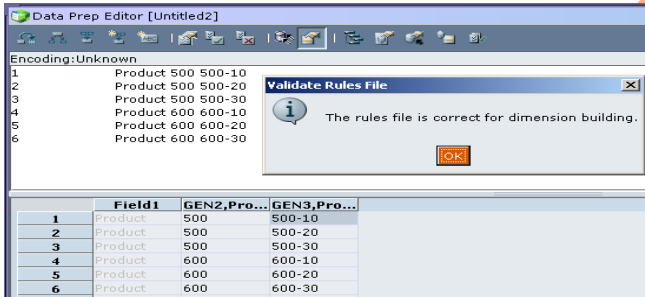 Data Prep Editor [Untitled2]
Encoding:Unknown
1 Product 500 500-10
2 Product 500 500-20
3 Product 500 500-30
4 Product 600 600-10
5 Product 600 600-20
6 Product 600 600-30
Validate Rules File
The rules file is correct for dimension building.
OK
Field1 GEN2,Pro... GEN3,Pro...
1 Product 500 500-10
2 Product 500 500-20
3 Product 500 500-30
4 Product 600 600-10
5 Product 600 600-20
6 Product 600 600-30